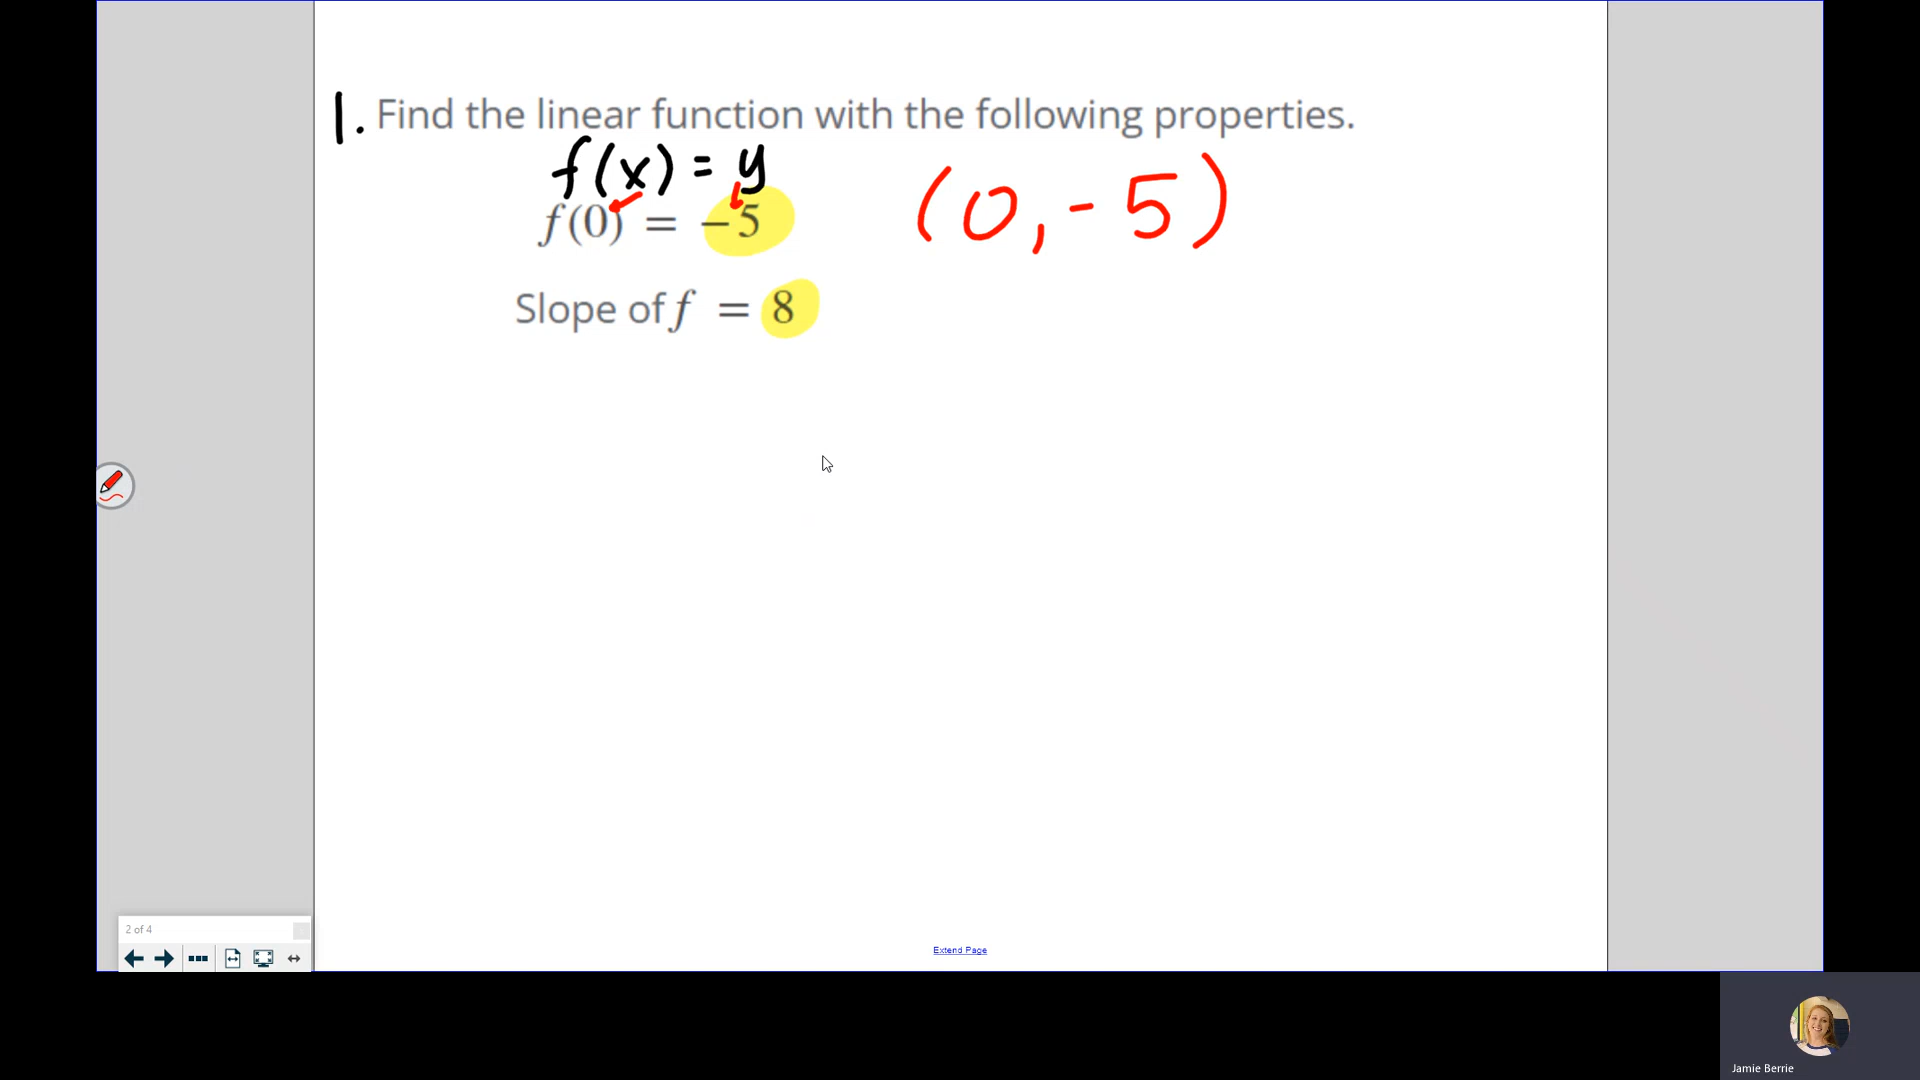 1. Find the linear function with the following properties.
f(x) = y
f(0) = −5
(0, -5)
Slope of f = 8
2 of 4
Extend Page
Jamie Berrie